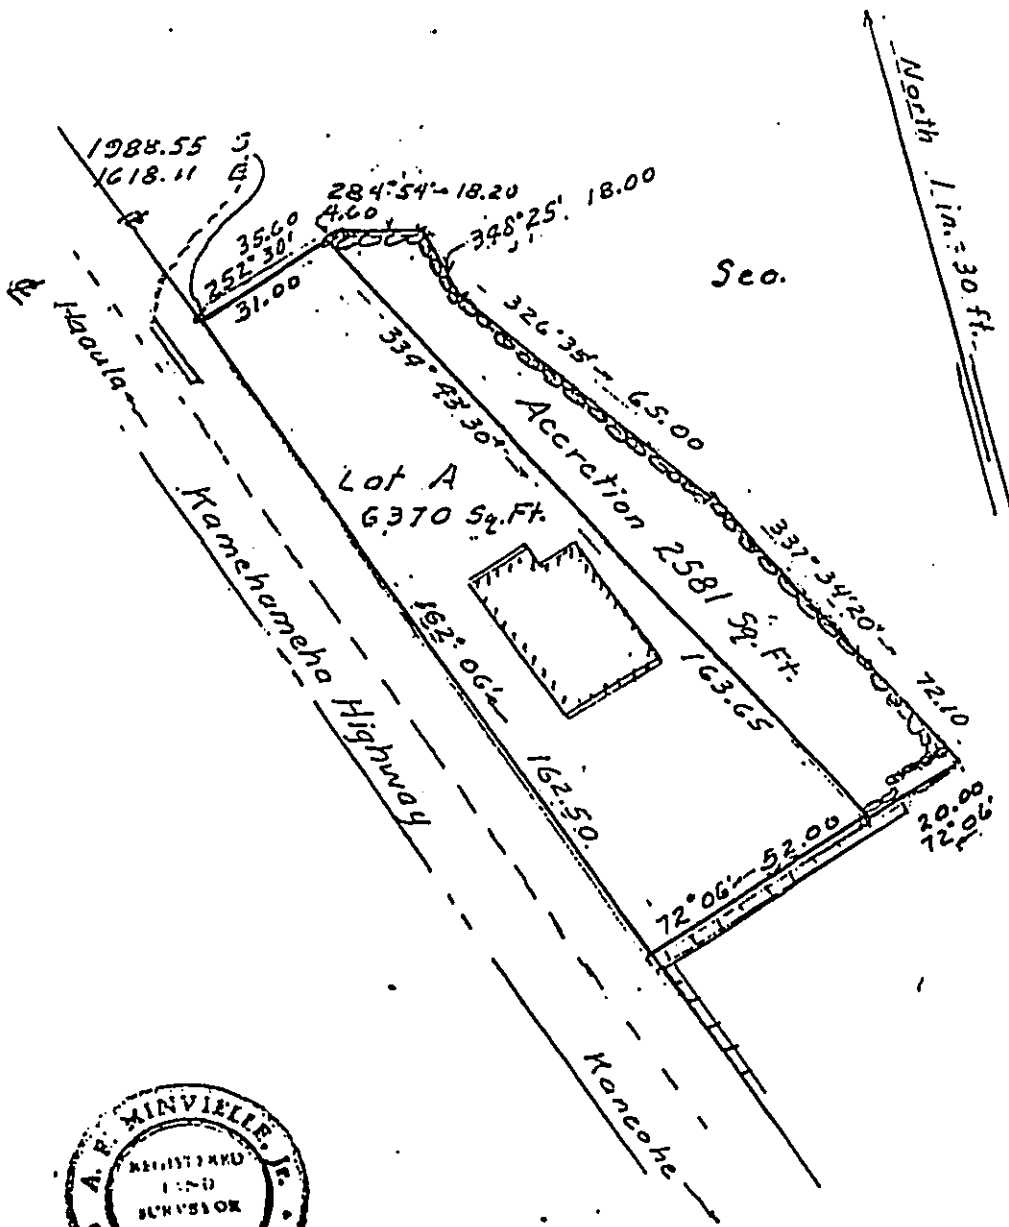 North 1 in. = 30 ft.
1988.55 S
1618.11 E
284°54' 18.20
4.60
348°25' 18.00
35.60
252°30'
31.00
Sea.
326°35' 65.00
334°43'30"
Accretion 2581 Sq. Ft.
Hauula
Lot A
6370 Sq. Ft.
337°34'20" 72.10
Kamehameha Highway
162°06'
162.50
163.65
20.00
72°06'
72°06' 52.00
Kaneohe
A. F. MINVIELLE, Jr.
REGISTERED
LAND
SURVEYOR